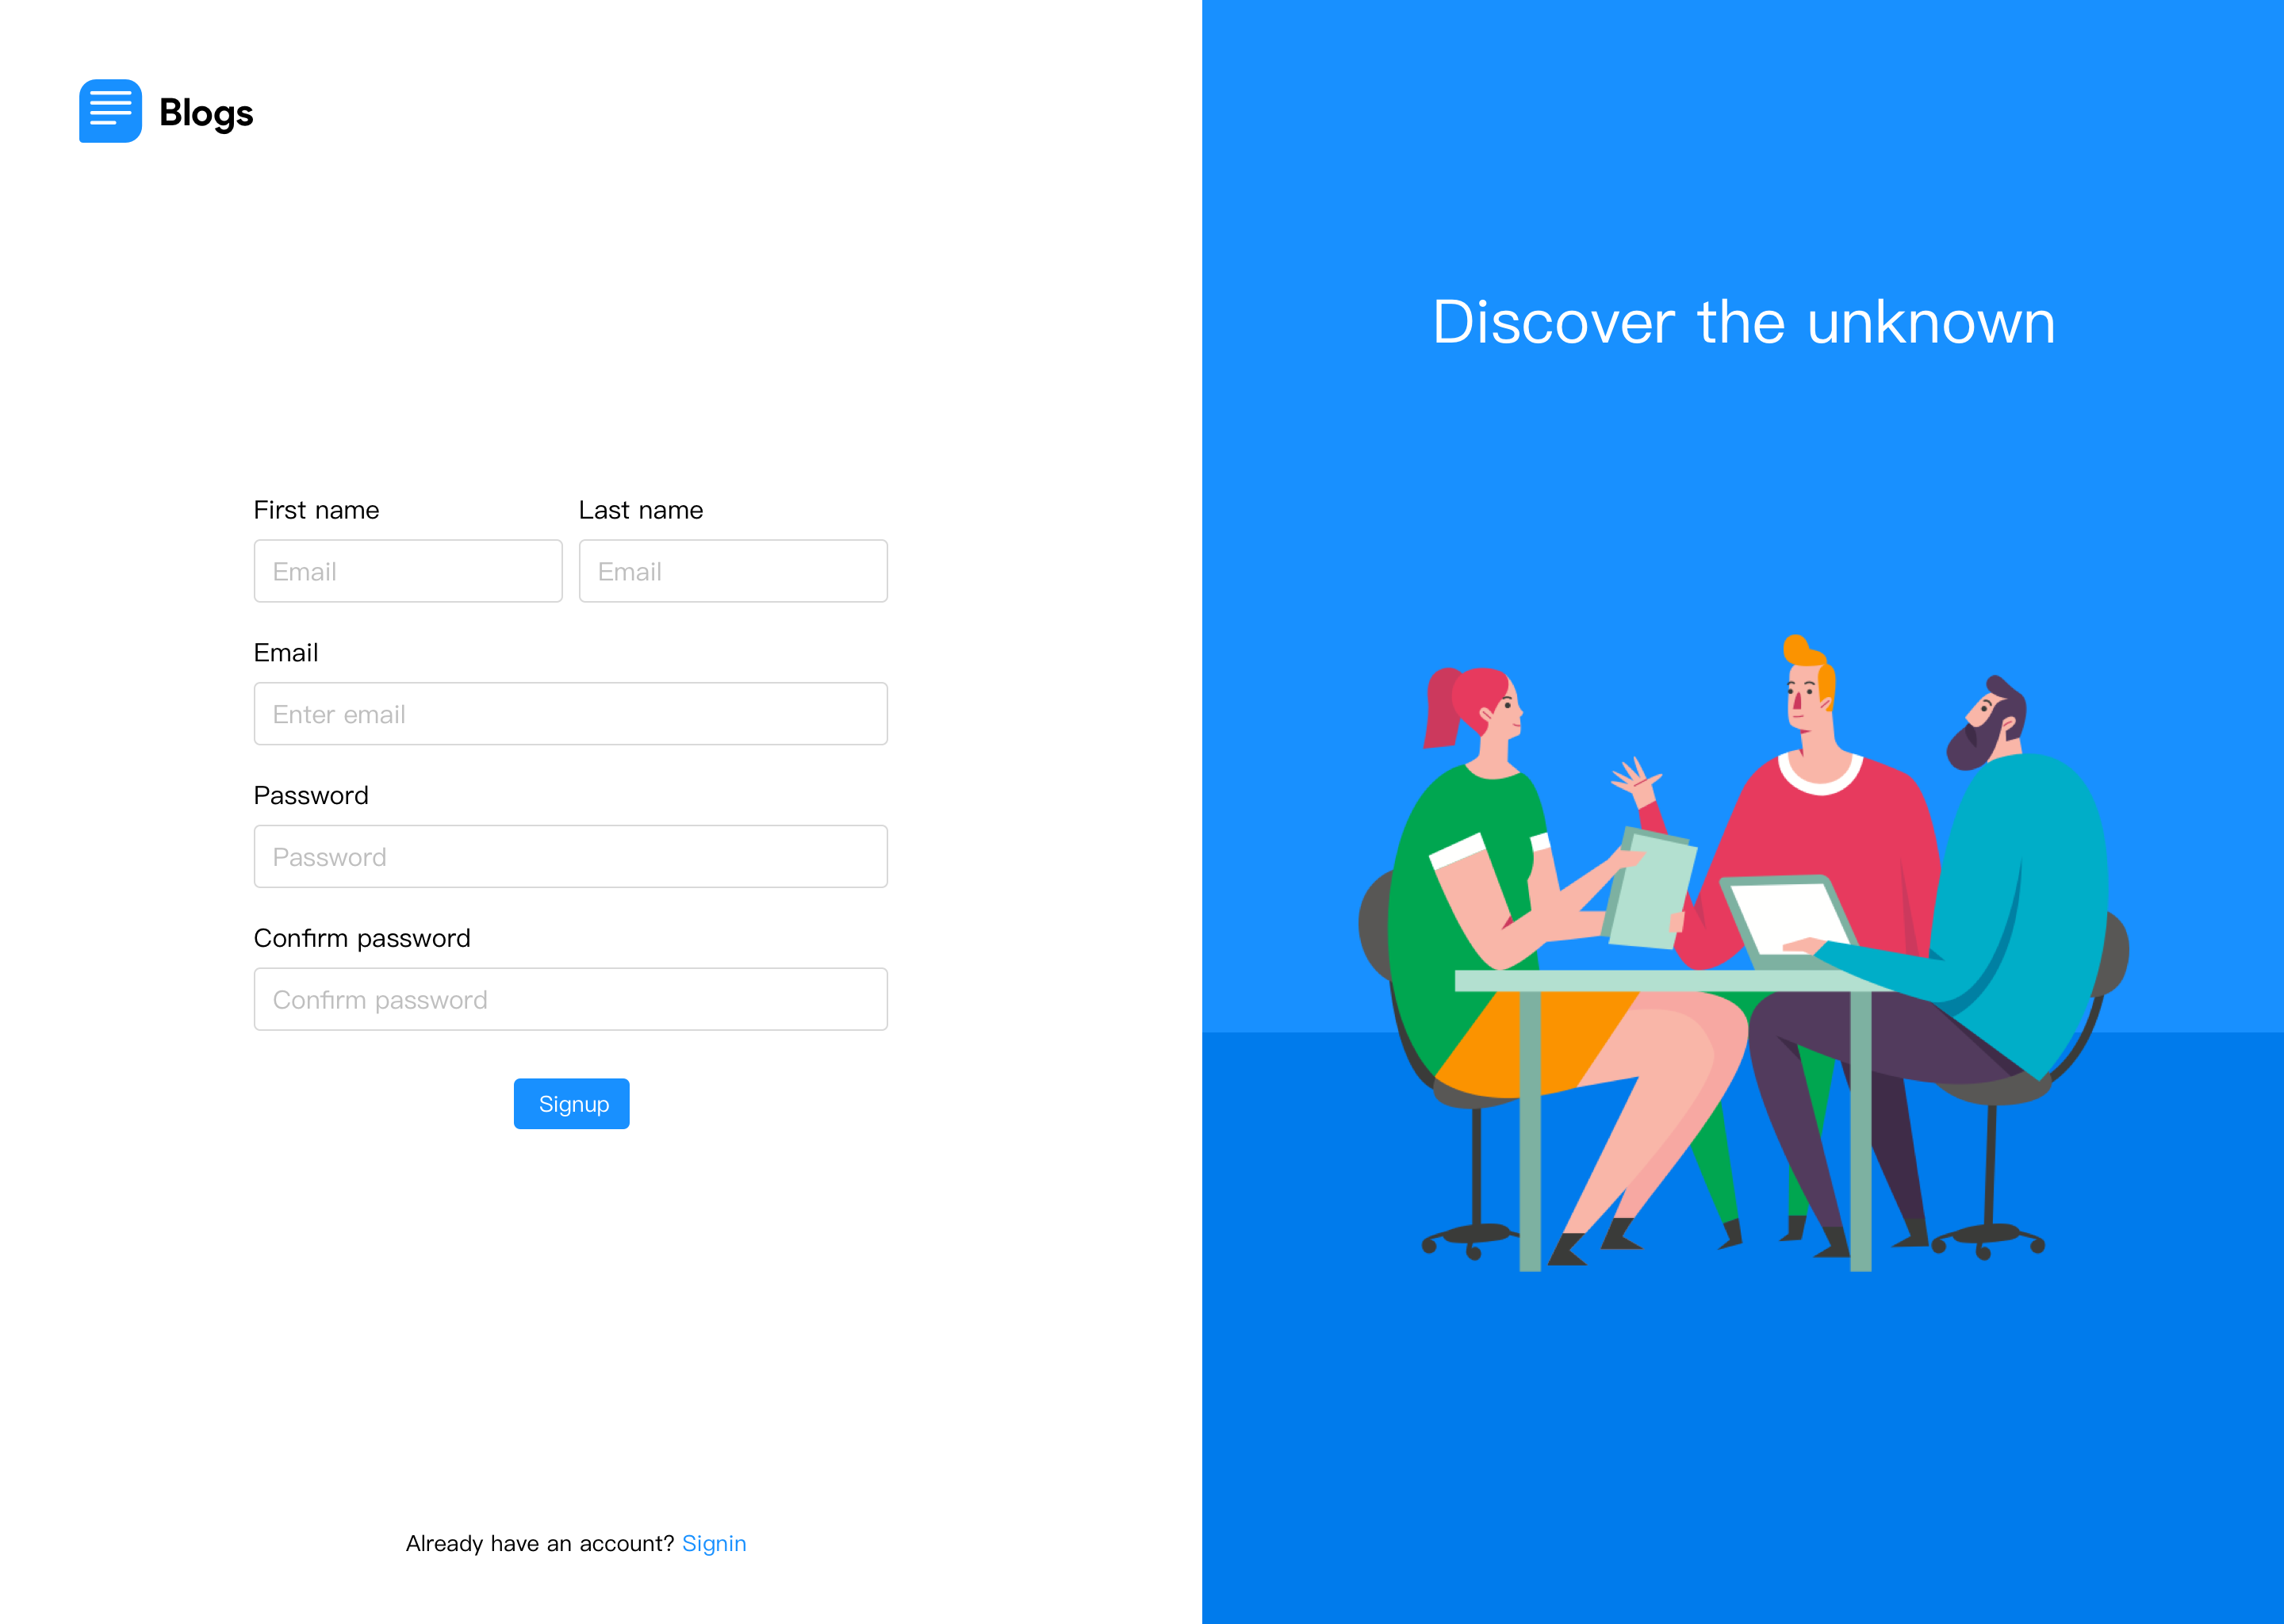 Blogs
Discover the unknown
First name
Last name
Email
Email
Email
Enter email
Password
Password
Confirm password
Confirm password
Signup
Already have an account? Signin